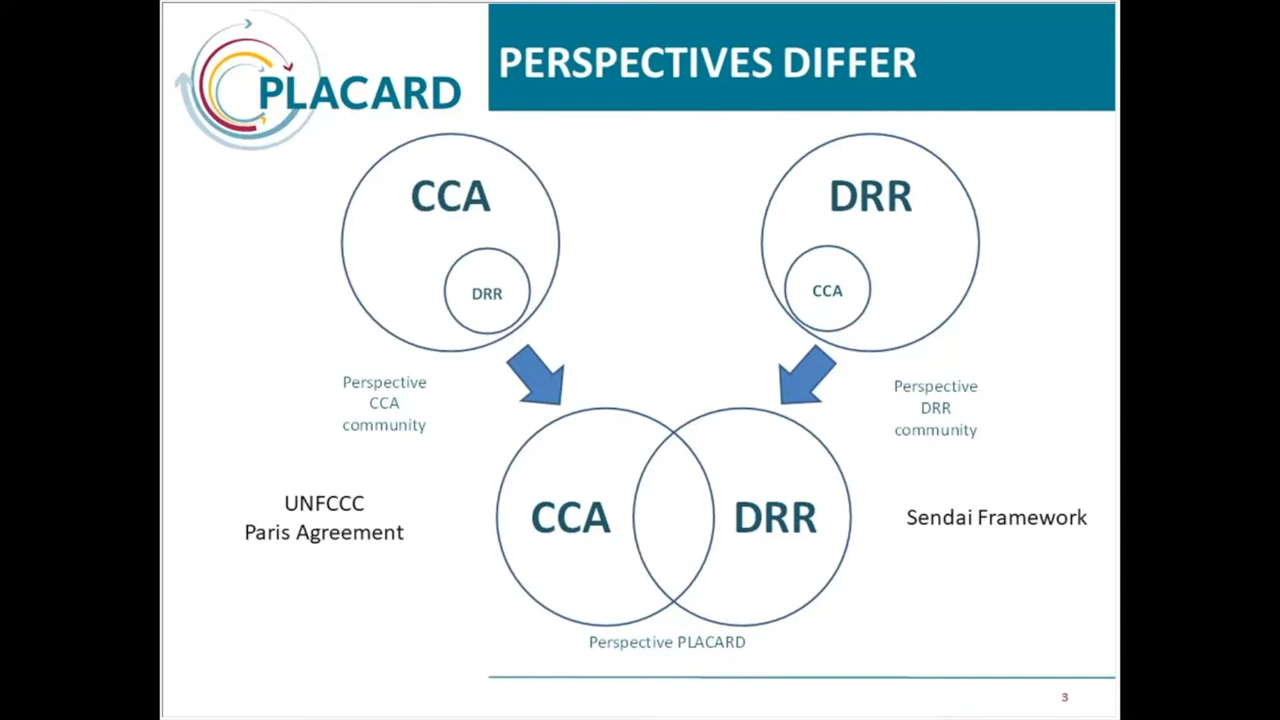 PLACARD
PERSPECTIVES DIFFER
CCA
DRR
DRR
CCA
Perspective
CCA
community
Perspective
DRR
community
UNFCCC
Paris Agreement
CCA
DRR
Sendai Framework
Perspective PLACARD
3